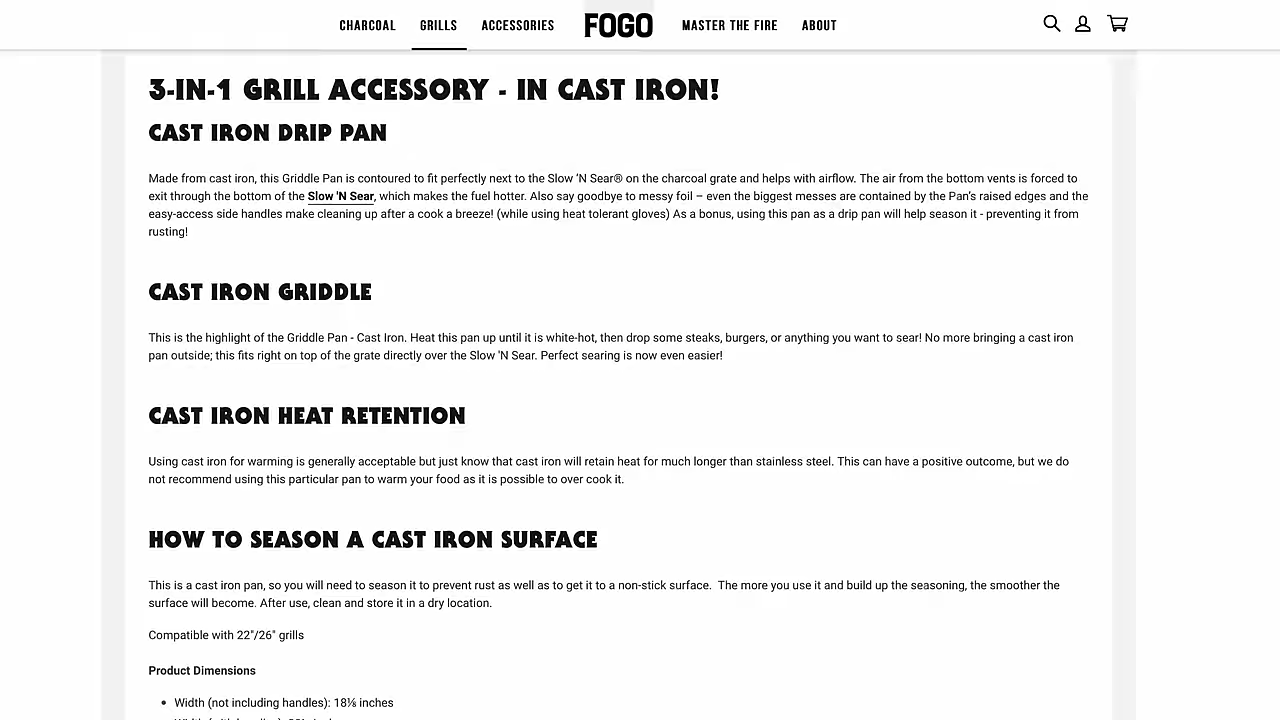 CHARCOAL GRILLS ACCESSORIES FOGO MASTER THE FIRE ABOUT
3-IN-1 GRILL ACCESSORY - IN CAST IRON!
CAST IRON DRIP PAN
Made from cast iron, this Griddle Pan is contoured to fit perfectly next to the Slow ‘N Sear® on the charcoal grate and helps with airflow. The air from the bottom vents is forced to
exit through the bottom of the Slow 'N Sear, which makes the fuel hotter. Also say goodbye to messy foil – even the biggest messes are contained by the Pan’s raised edges and the
easy-access side handles make cleaning up after a cook a breeze! (while using heat tolerant gloves) As a bonus, using this pan as a drip pan will help season it - preventing it from
rusting!
CAST IRON GRIDDLE
This is the highlight of the Griddle Pan - Cast Iron. Heat this pan up until it is white-hot, then drop some steaks, burgers, or anything you want to sear! No more bringing a cast iron
pan outside; this fits right on top of the grate directly over the Slow 'N Sear. Perfect searing is now even easier!
CAST IRON HEAT RETENTION
Using cast iron for warming is generally acceptable but just know that cast iron will retain heat for much longer than stainless steel. This can have a positive outcome, but we do
not recommend using this particular pan to warm your food as it is possible to over cook it.
HOW TO SEASON A CAST IRON SURFACE
This is a cast iron pan, so you will need to season it to prevent rust as well as to get it to a non-stick surface. The more you use it and build up the seasoning, the smoother the
surface will become. After use, clean and store it in a dry location.
Compatible with 22"/26" grills
Product Dimensions
• Width (not including handles): 18⅛ inches